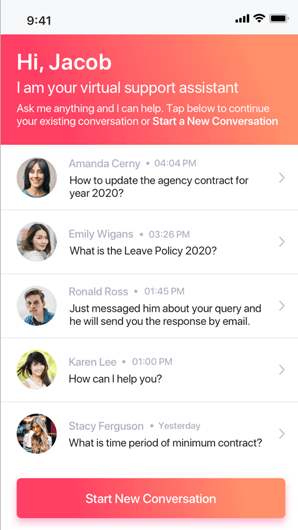 9:41
Hi, Jacob
I am your virtual support assistant
Ask me anything and I can help. Tap below to continue
your existing conversation or Start a New Conversation
Amanda Cerny • 04:04 PM
How to update the agency contract for
year 2020?
Emily Wigans • 03:26 PM
What is the Leave Policy 2020?
Ronald Ross • 01:45 PM
Just messaged him about your query and
he will send you the response by email.
Karen Lee • 01:00 PM
How can I help you?
Stacy Ferguson • Yesterday
What is time period of minimum contract?
Start New Conversation